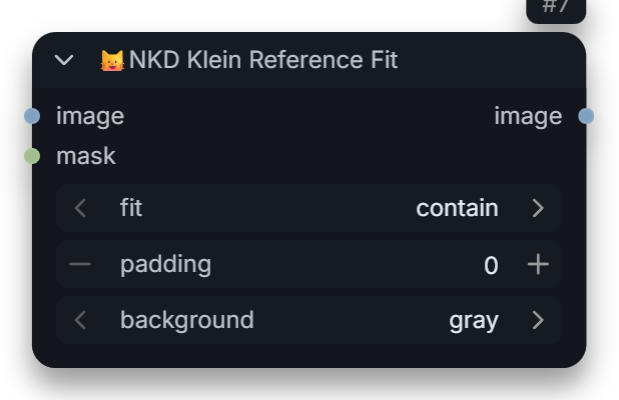 #7
NKD Klein Reference Fit
image
image
mask
fit
contain
padding
0
background
gray